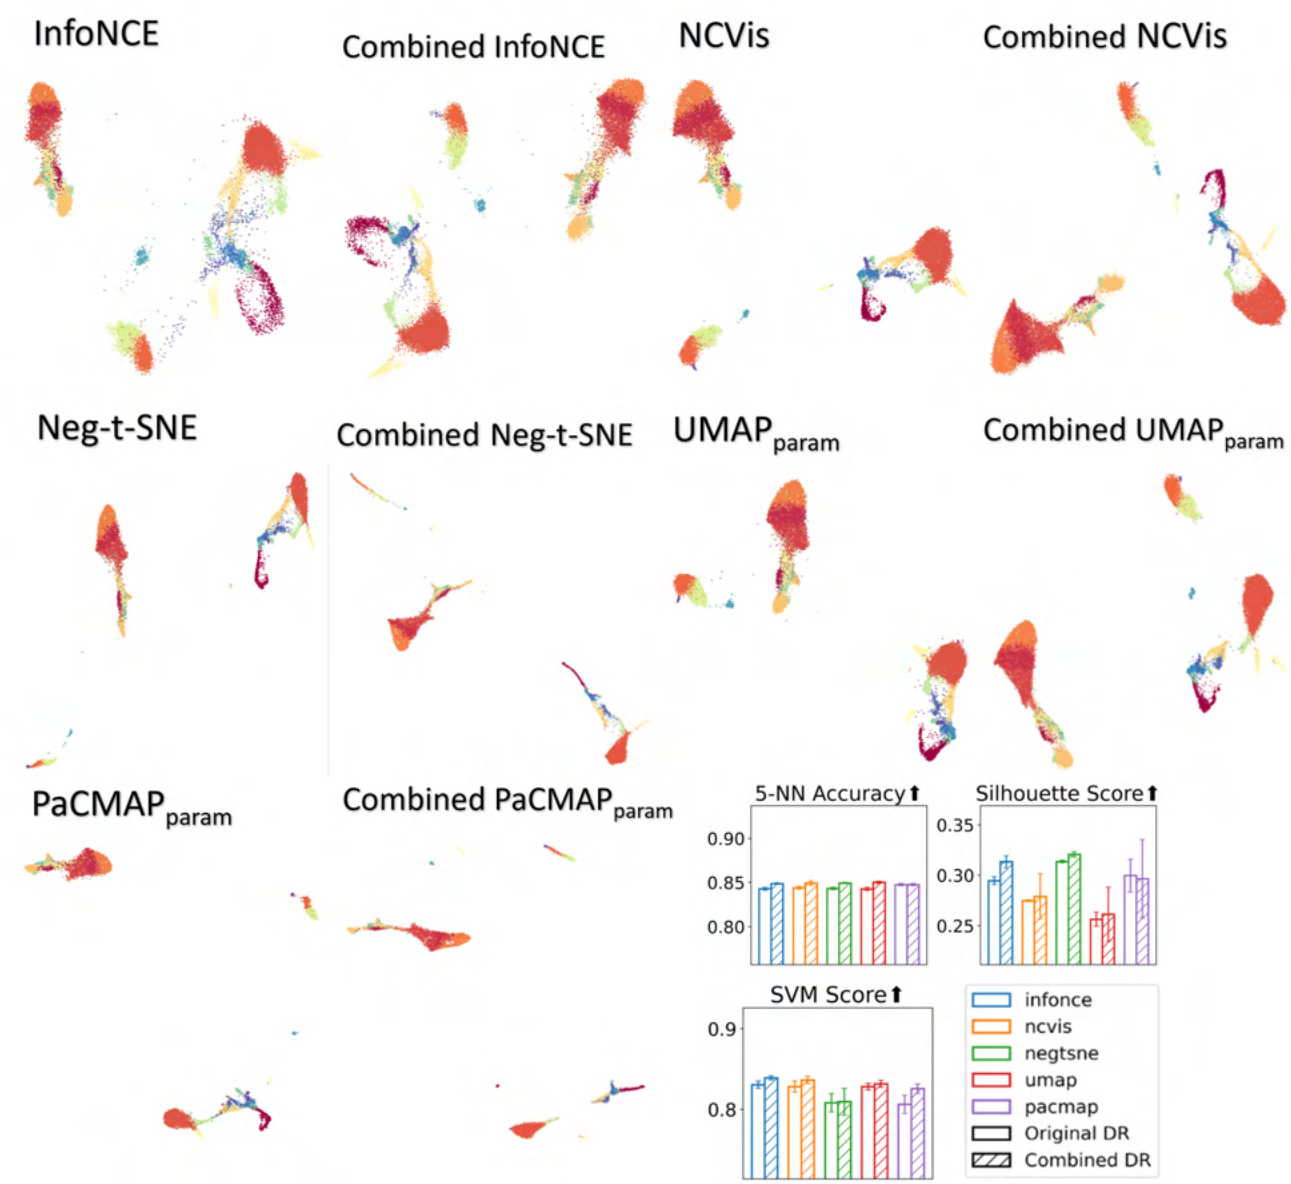 InfoNCE
Combined InfoNCE
NCVis
Combined NCVis
Neg-t-SNE
Combined Neg-t-SNE
UMAPparam
Combined UMAPparam
PaCMAPparam
Combined PaCMAPparam
5-NN Accuracy⬆
0.90
0.85
0.80
Silhouette Score⬆
0.35
0.30
0.25
SVM Score⬆
0.9
0.8
infonce
ncvis
negtsne
umap
pacmap
Original DR
Combined DR